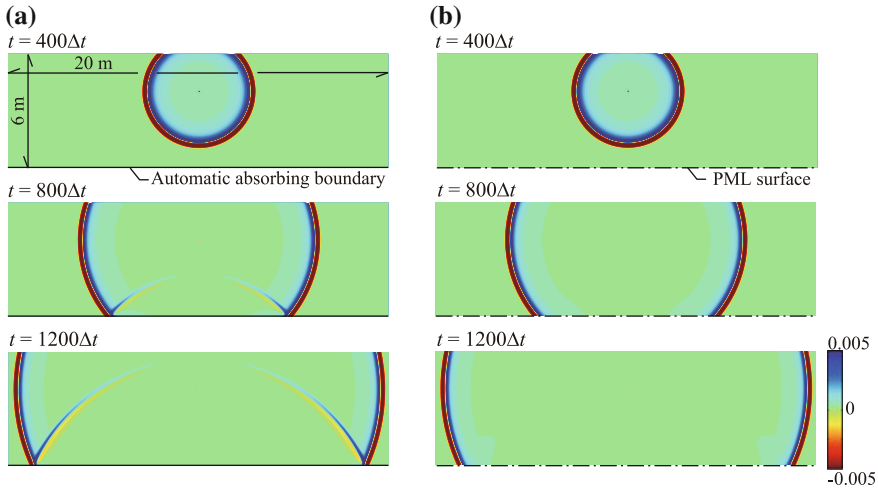 (a)
(b)
t = 400Δt
t = 400Δt
20 m
6 m
Automatic absorbing boundary
PML surface
t = 800Δt
t = 800Δt
t = 1200Δt
t = 1200Δt
0.005
0
-0.005